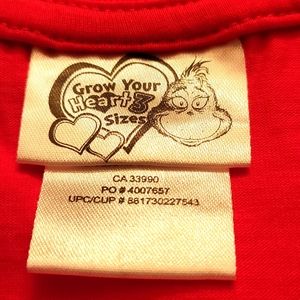 Grow Your
Heart 3
Sizes
CA 33990
PO # 4007657
UPC/CUP # 881730227543